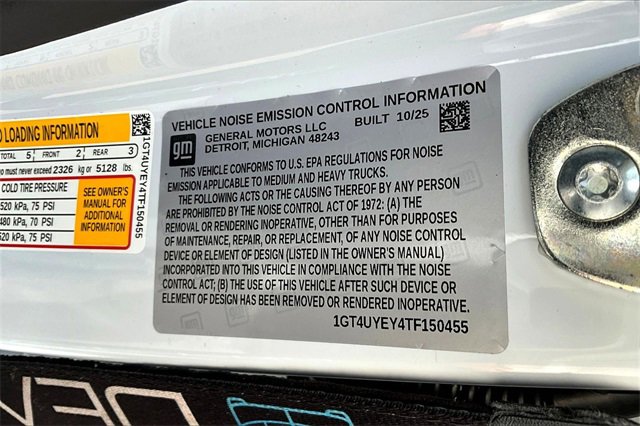 D LOADING INFORMATION
TOTAL 5 FRONT 2 REAR 3
o must never exceed 2326 kg or 5128 lbs.
COLD TIRE PRESSURE
520 kPa, 75 PSI
480 kPa, 70 PSI
520 kPa, 75 PSI
SEE OWNER'S
MANUAL FOR
ADDITIONAL
INFORMATION
1GT4UYEY4TF150455
VEHICLE NOISE EMISSION CONTROL INFORMATION
gm
GENERAL MOTORS LLC BUILT 10/25
DETROIT, MICHIGAN 48243
THIS VEHICLE CONFORMS TO U.S. EPA REGULATIONS FOR NOISE
EMISSION APPLICABLE TO MEDIUM AND HEAVY TRUCKS.
THE FOLLOWING ACTS OR THE CAUSING THEREOF BY ANY PERSON
ARE PROHIBITED BY THE NOISE CONTROL ACT OF 1972: (A) THE
REMOVAL OR RENDERING INOPERATIVE, OTHER THAN FOR PURPOSES
OF MAINTENANCE, REPAIR, OR REPLACEMENT, OF ANY NOISE CONTROL
DEVICE OR ELEMENT OF DESIGN (LISTED IN THE OWNER'S MANUAL)
INCORPORATED INTO THIS VEHICLE IN COMPLIANCE WITH THE NOISE
CONTROL ACT; (B) THE USE OF THIS VEHICLE AFTER SUCH DEVICE OR
ELEMENT OF DESIGN HAS BEEN REMOVED OR RENDERED INOPERATIVE.
1GT4UYEY4TF150455